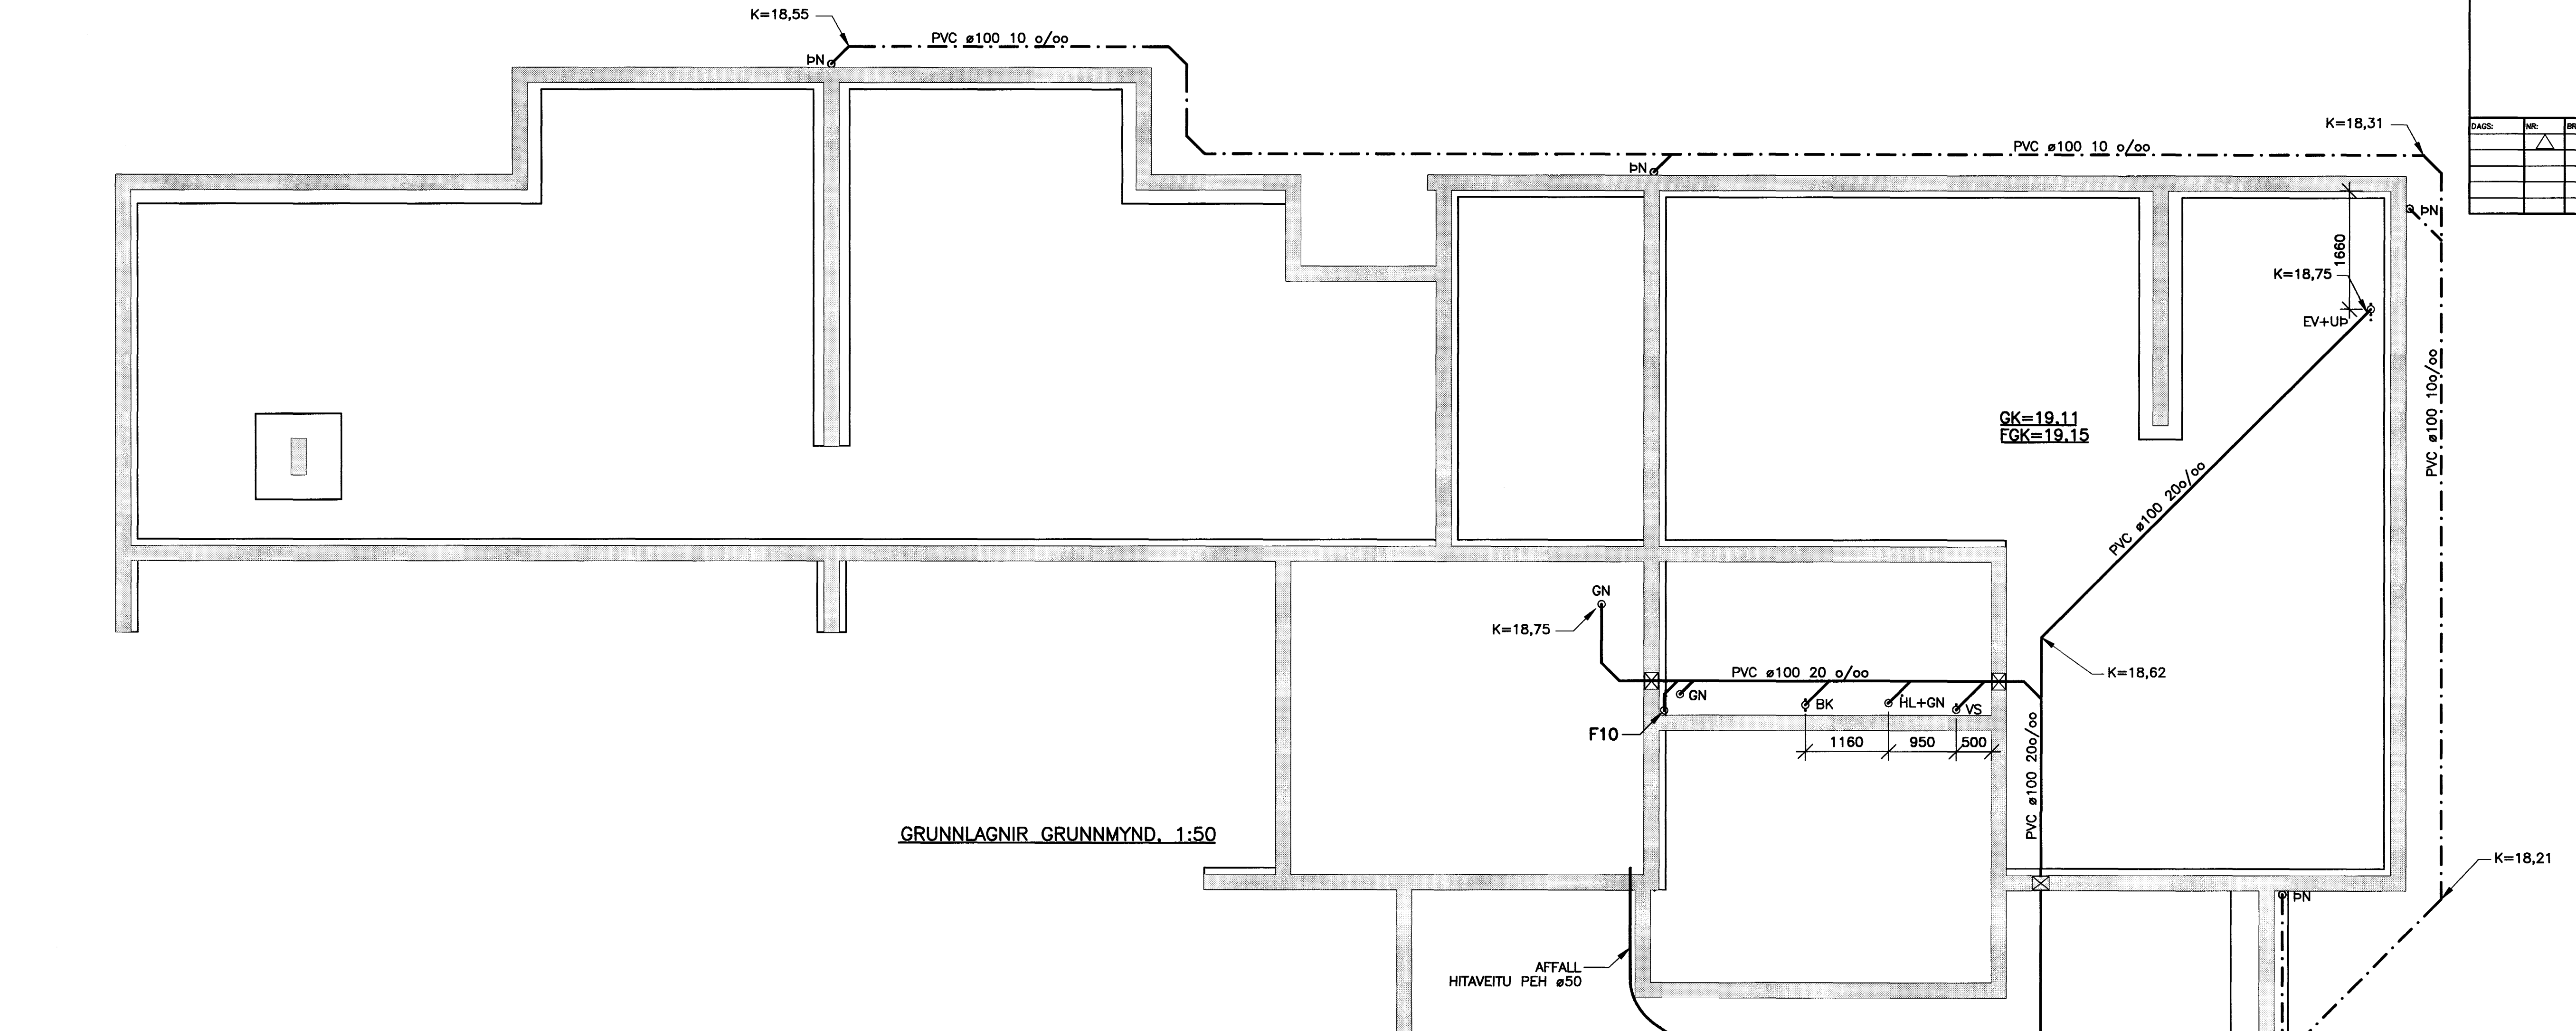 K=18,55
PVC ø100 10 o/oo
ÞN
K=18,31
DAGS:
NR:
BR
PVC ø100 10 o/oo
ÞN
ÞN
1660
K=18,75
EV+UÞ
PVC ø100 10o/oo
GK=19.11
FGK=19.15
PVC ø100 20o/oo
GN
K=18,75
K=18,62
PVC ø100 20 o/oo
GN
BK
HL+GN
VS
F10
1160
950
500
PVC ø100 20o/oo
GRUNNLAGNIR GRUNNMYND, 1:50
K=18,21
ÞN
AFFALL
HITAVEITU PEH ø50